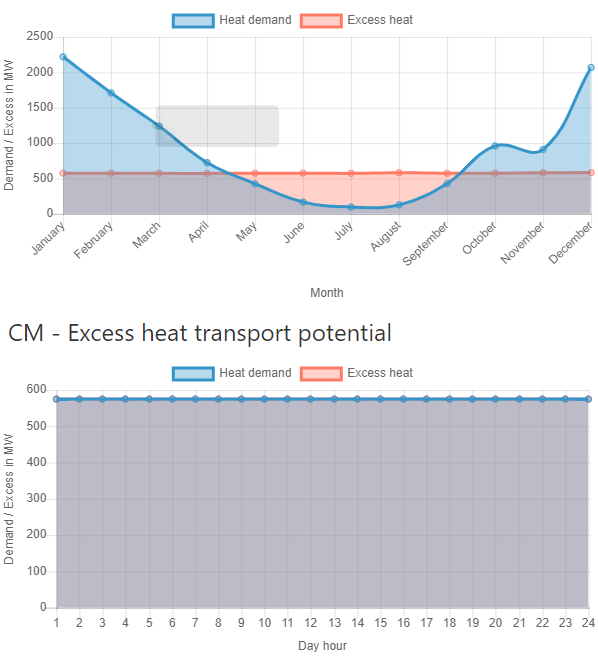 Heat demand Excess heat
2500
2000
1500
1000
500
0
Demand / Excess in MW
January February March April May June July August September October November December
Month
CM - Excess heat transport potential
Heat demand Excess heat
600
500
400
300
200
100
0
Demand / Excess in MW
1 2 3 4 5 6 7 8 9 10 11 12 13 14 15 16 17 18 19 20 21 22 23 24
Day hour